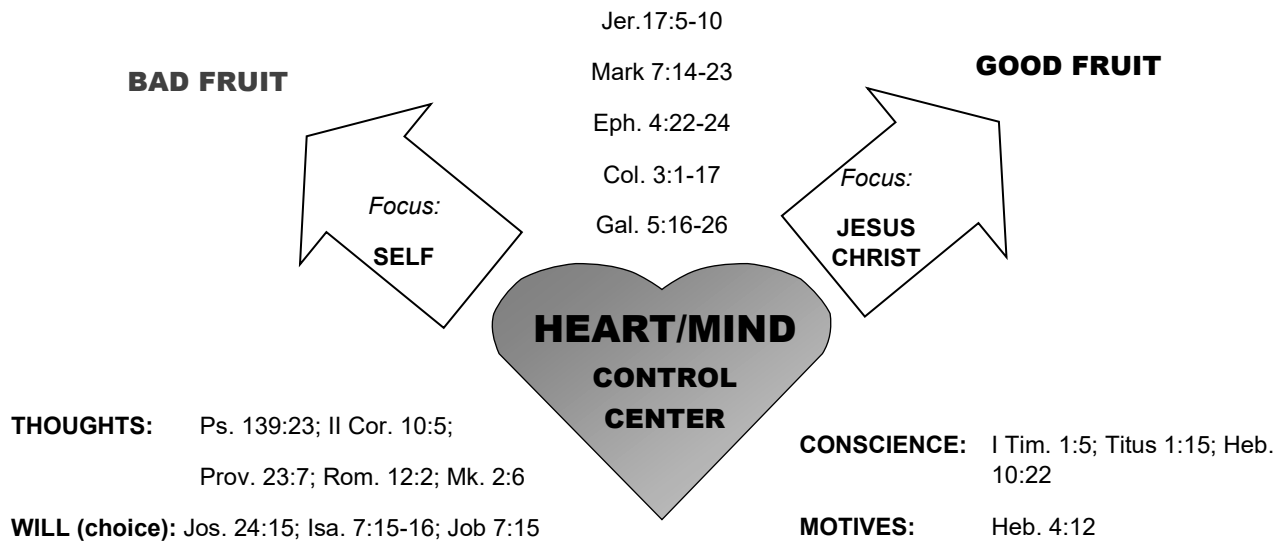 Jer.17:5-10
BAD FRUIT
Mark 7:14-23
GOOD FRUIT
Eph. 4:22-24
Col. 3:1-17
Gal. 5:16-26
Focus:
SELF
Focus:
JESUS
CHRIST
HEART/MIND
CONTROL
CENTER
THOUGHTS: Ps. 139:23; II Cor. 10:5;
Prov. 23:7; Rom. 12:2; Mk. 2:6
WILL (choice): Jos. 24:15; Isa. 7:15-16; Job 7:15
CONSCIENCE: I Tim. 1:5; Titus 1:15; Heb.
10:22
MOTIVES: Heb. 4:12